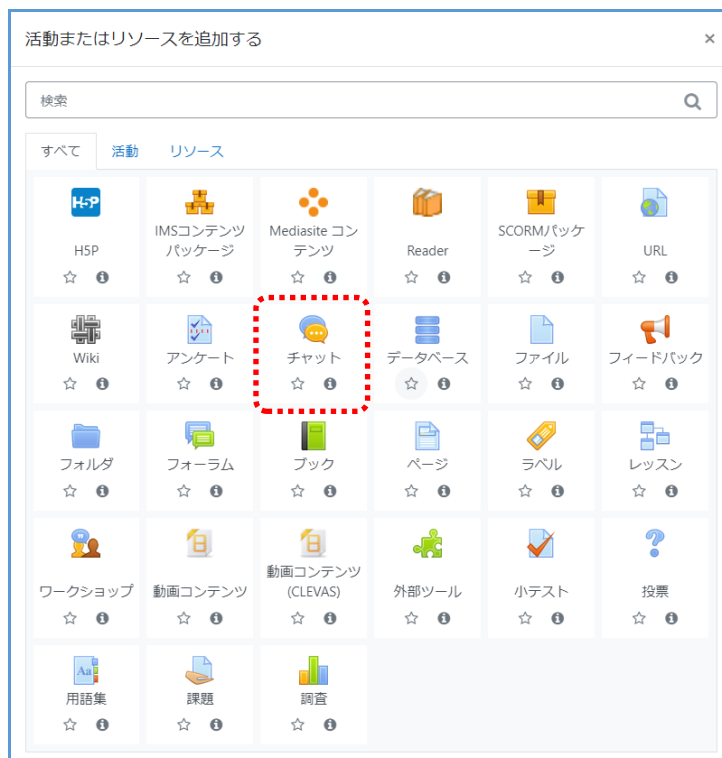 活動またはリソースを追加する ×
検索
すべて 活動 リソース
H5P
H5P
IMSコンテンツ
パッケージ
Mediasite コン
テンツ
Reader
SCORMパッケ
ージ
URL
Wiki
アンケート
チャット
データベース
ファイル
フィードバック
フォルダ
フォーラム
ブック
ページ
ラベル
レッスン
ワークショップ
動画コンテンツ
動画コンテンツ
(CLEVAS)
外部ツール
小テスト
?
投票
Aa
用語集
課題
調査